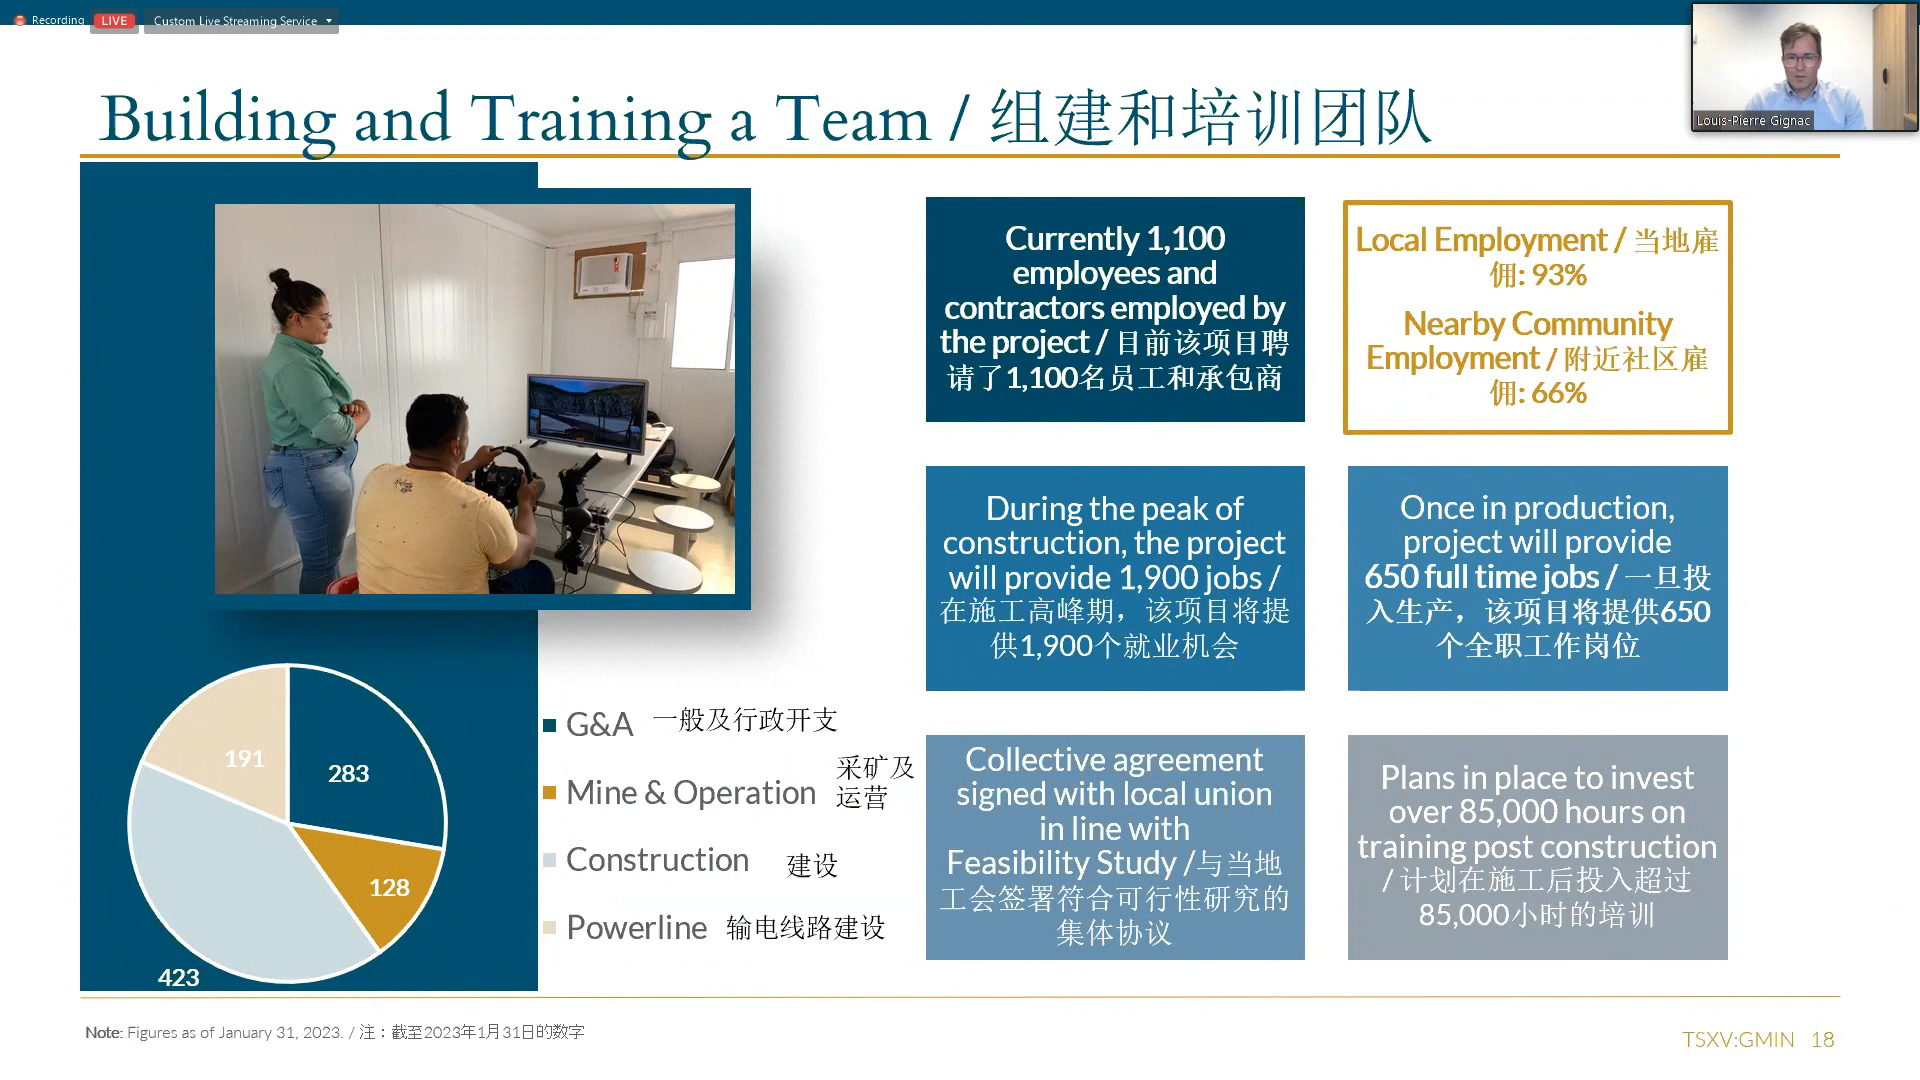 Recording LIVE Custom Live Streaming Service
Louis-Pierre Gignac
Building and Training a Team / 组建和培训团队
Currently 1,100
employees and
contractors employed by
the project / 目前该项目聘
请了1,100名员工和承包商
Local Employment / 当地雇
佣: 93%
Nearby Community
Employment / 附近社区雇
佣: 66%
During the peak of
construction, the project
will provide 1,900 jobs /
在施工高峰期，该项目将提
供1,900个就业机会
Once in production,
project will provide
650 full time jobs / 一旦投
入生产，该项目将提供650
个全职工作岗位
Collective agreement
signed with local union
in line with
Feasibility Study /与当地
工会签署符合可行性研究的
集体协议
Plans in place to invest
over 85,000 hours on
training post construction
/ 计划在施工后投入超过
85,000小时的培训
191
283
128
423
G&A 一般及行政开支
Mine & Operation 采矿及
运营
Construction 建设
Powerline 输电线路建设
Note: Figures as of January 31, 2023. / 注：截至2023年1月31日的数字
TSXV:GMIN 18